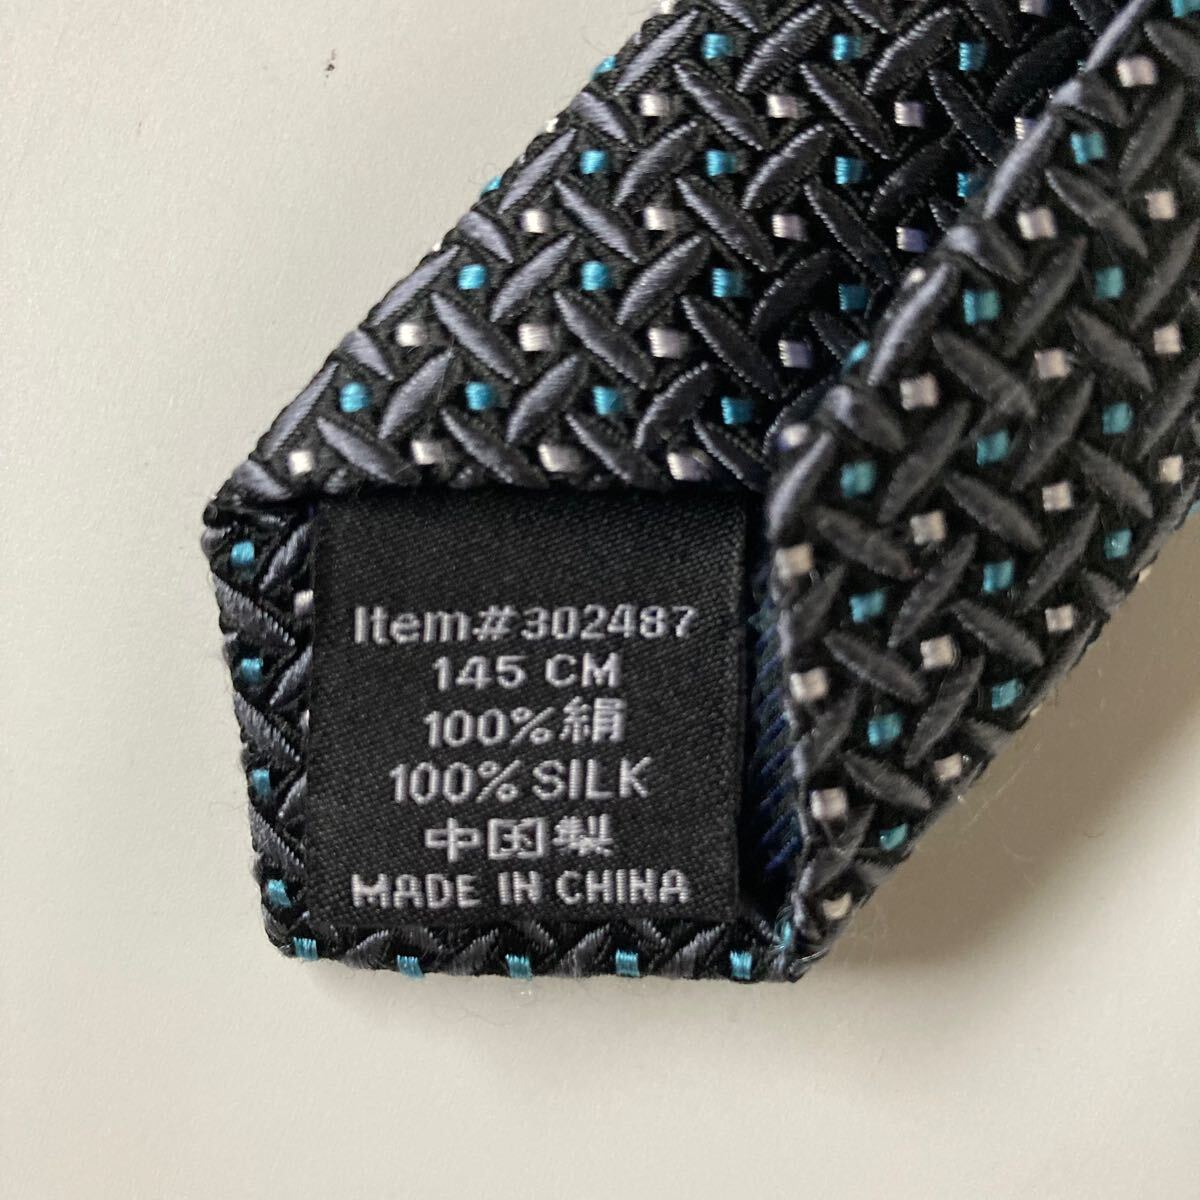 Item#302487
145 CM
100%絹
100% SILK
中国製
MADE IN CHINA